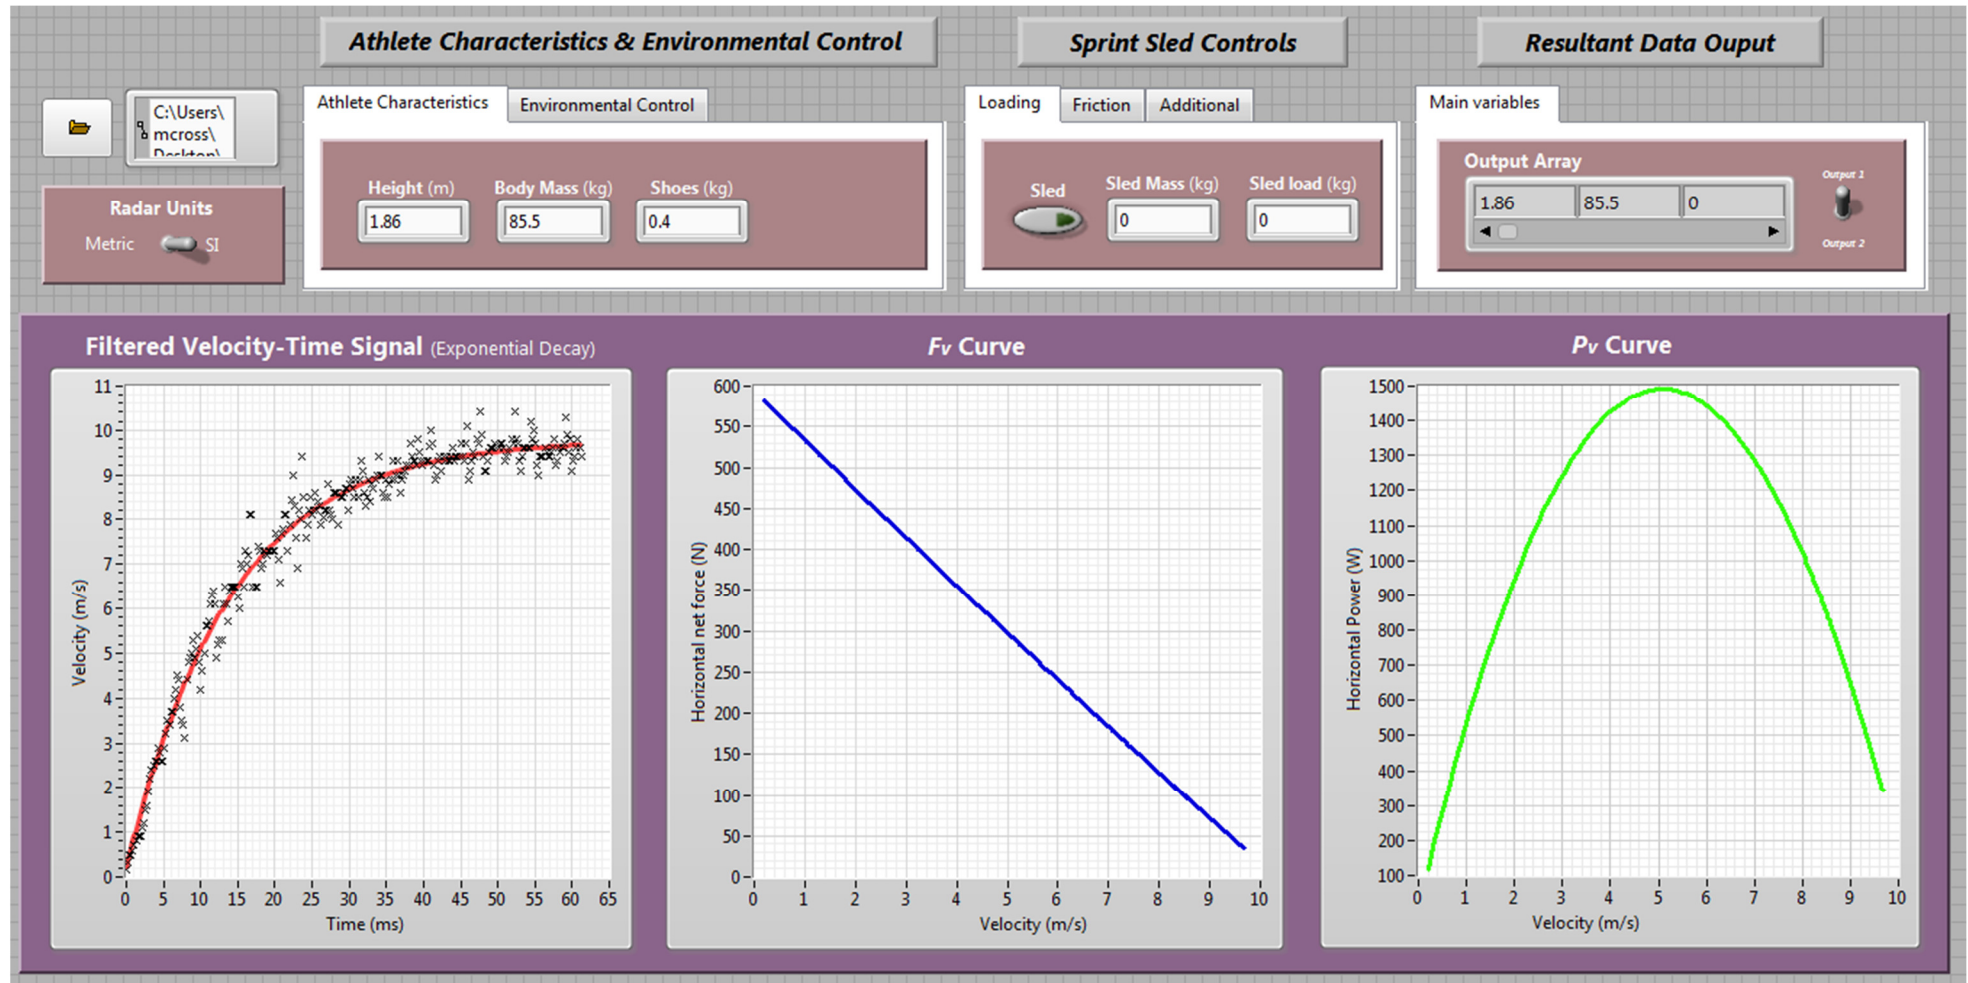 Athlete Characteristics & Environmental Control
Sprint Sled Controls
Resultant Data Ouput
C:\Users\
mcross\
Desktop\
Radar Units
Metric
SI
Athlete Characteristics
Environmental Control
Height (m)
Body Mass (kg)
Shoes (kg)
1.86
85.5
0.4
Loading
Friction
Additional
Sled
Sled Mass (kg)
Sled load (kg)
0
0
Main variables
Output Array
1.86
85.5
0
Output 1
Output 2
Filtered Velocity-Time Signal (Exponential Decay)
11
10
9
8
7
6
5
4
3
2
1
0
Velocity (m/s)
0 5 10 15 20 25 30 35 40 45 50 55 60 65
Time (ms)
Fv Curve
600
550
500
450
400
350
300
250
200
150
100
50
0
Horizontal net force (N)
0 1 2 3 4 5 6 7 8 9 10
Velocity (m/s)
Pv Curve
1500
1400
1300
1200
1100
1000
900
800
700
600
500
400
300
200
100
Horizontal Power (W)
0 1 2 3 4 5 6 7 8 9 10
Velocity (m/s)